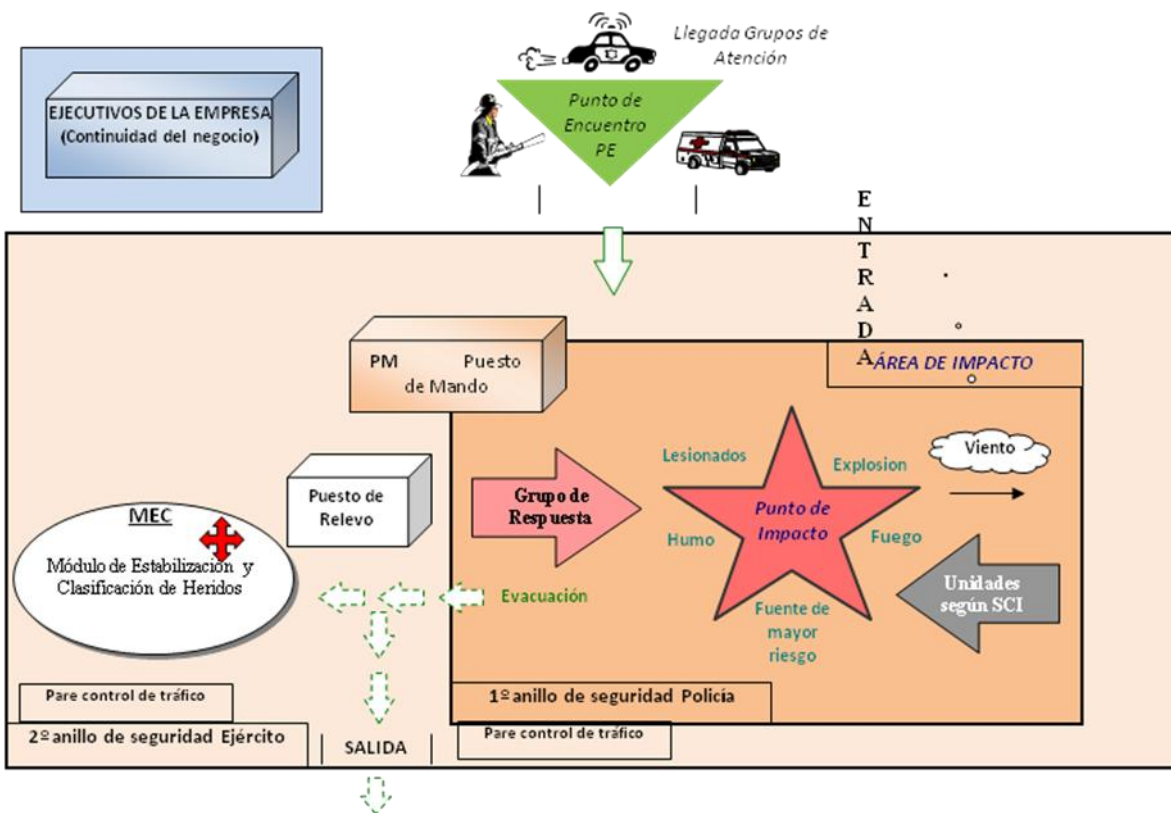 EJECUTIVOS DE LA EMPRESA
(Continuidad del negocio)
Llegada Grupos de
Atención
Punto de
Encuentro
PE
ENTRADA
PM Puesto
de Mando
ÁREA DE IMPACTO
Lesionados
Explosion
Viento
Puesto de
Relevo
Grupo de
Respuesta
Punto de
Impacto
Humo
Fuego
MEC
Módulo de Estabilización y
Clasificación de Heridos
Evacuación
Fuente de
mayor
riesgo
Unidades
según SCI
Pare control de tráfico
1º anillo de seguridad Policía
2º anillo de seguridad Ejército
SALIDA
Pare control de tráfico